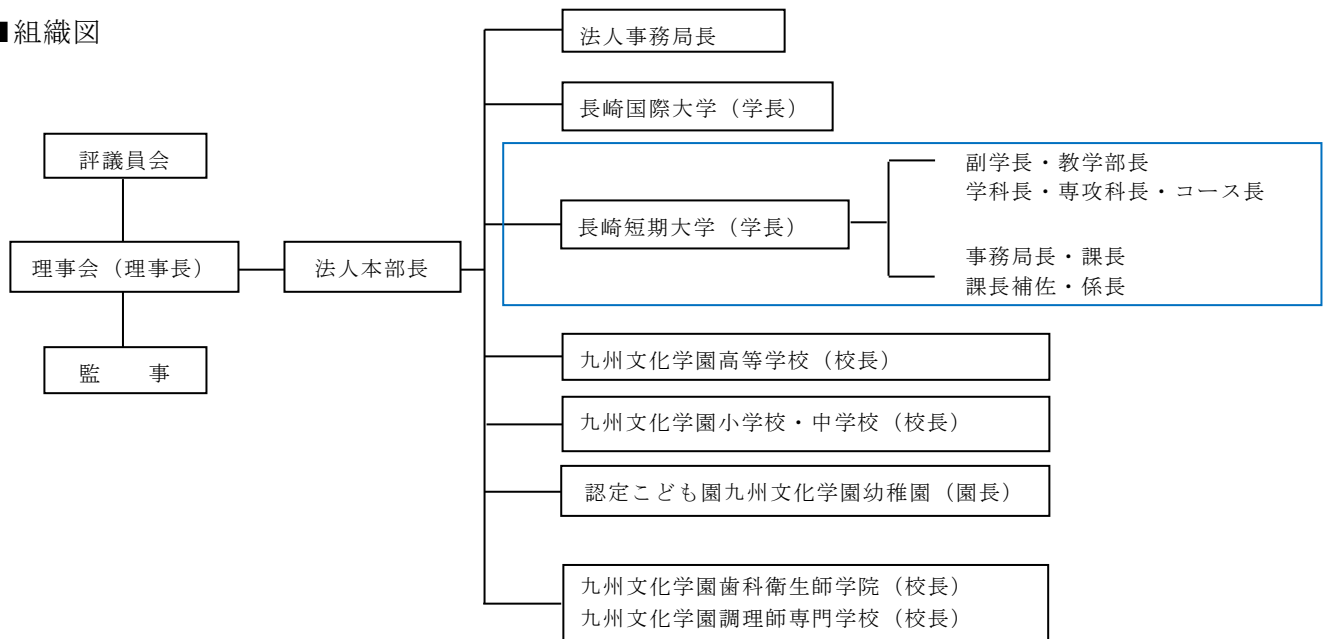 ■組織図
法人事務局長
長崎国際大学（学長）
評議員会
副学長・教学部長
学科長・専攻科長・コース長
長崎短期大学（学長）
理事会（理事長）
法人本部長
事務局長・課長
課長補佐・係長
監　　事
九州文化学園高等学校（校長）
九州文化学園小学校・中学校（校長）
認定こども園九州文化学園幼稚園（園長）
九州文化学園歯科衛生師学院（校長）
九州文化学園調理師専門学校（校長）